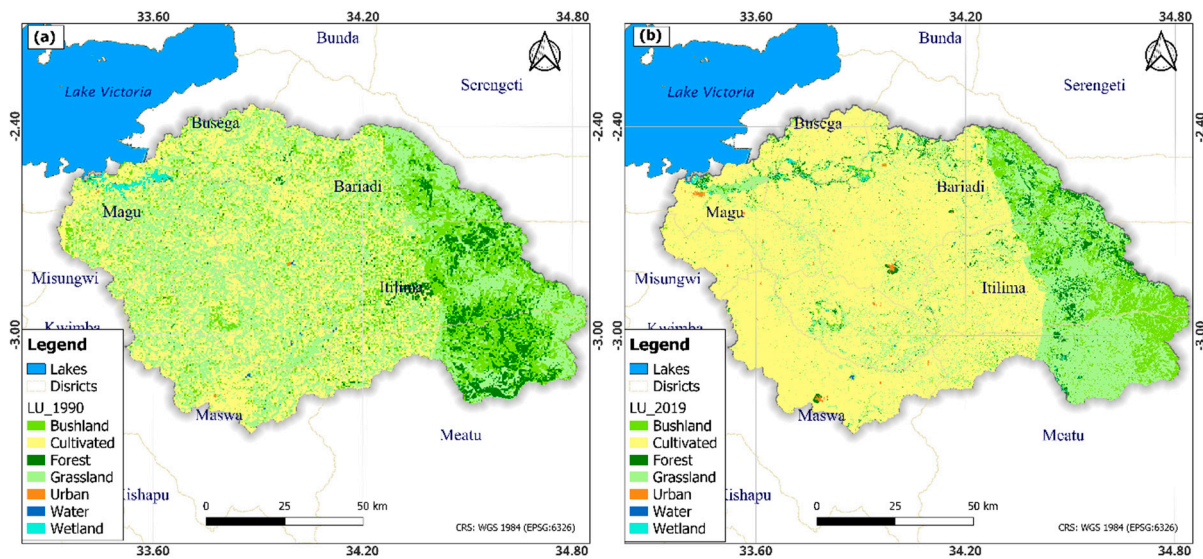 33.60 34.20 34.80
33.60 34.20 34.80
(a)
Bunda
Lake Victoria
Serengeti
-2.40
Busega
Bariadi
Magu
Misungwi
Itilima
Kwimba
-3.00
-3.00
Legend
Lakes
Disricts
LU_1990
Bushland
Cultivated
Forest
Grassland
Urban
Water
Wetland
Maswa
Meatu
Kishapu
0 25 50 km
CRS: WGS 1984 (EPSG:6326)
33.60 34.20 34.80
(b)
Bunda
Lake Victoria
Serengeti
-2.40
-2.40
Busega
Bariadi
Magu
Misungwi
Itilima
-3.00
-3.00
Legend
Lakes
Disricts
LU_2019
Bushland
Cultivated
Forest
Grassland
Urban
Water
Wetland
Maswa
Meatu
Kishapu
0 25 50 km
CRS: WGS 1984 (EPSG:6326)
33.60 34.20 34.80